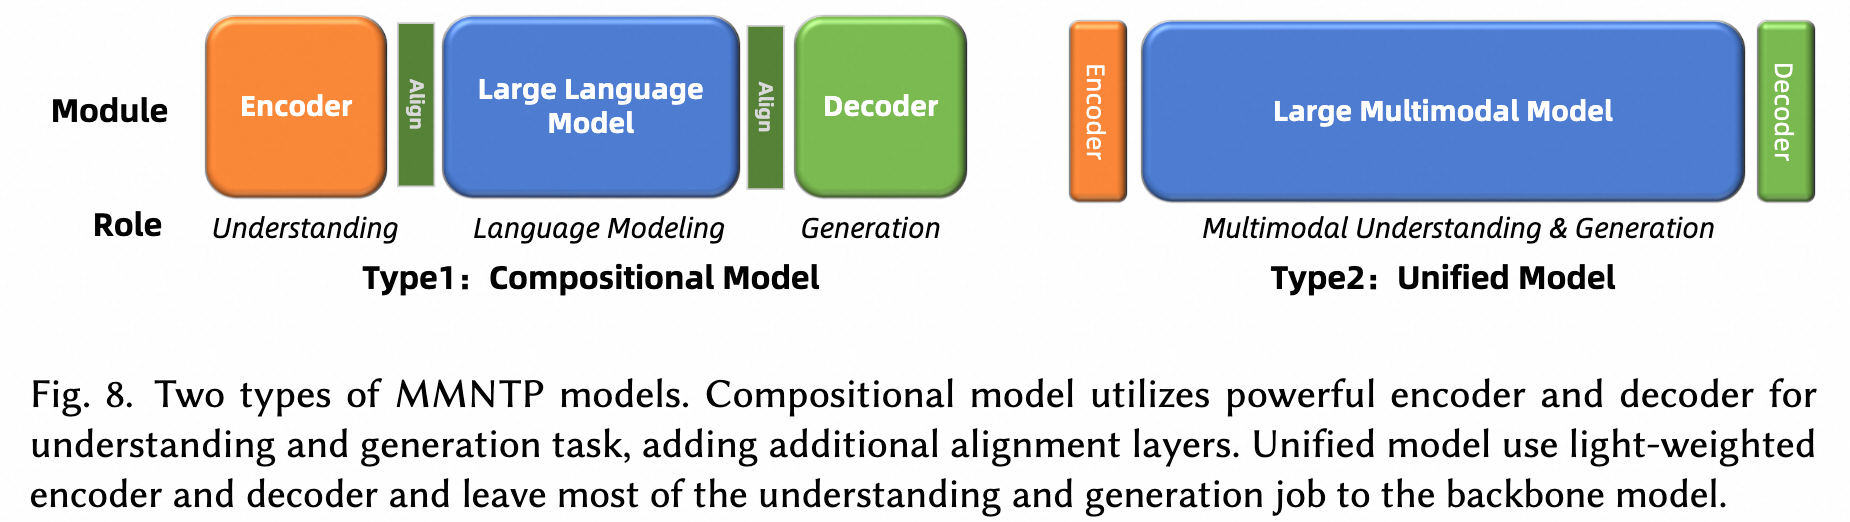 Module
Encoder
Align
Large Language
Model
Align
Decoder
Role
Understanding
Language Modeling
Generation
Type1: Compositional Model
Encoder
Large Multimodal Model
Decoder
Multimodal Understanding & Generation
Type2: Unified Model
Fig. 8. Two types of MMNTP models. Compositional model utilizes powerful encoder and decoder for
understanding and generation task, adding additional alignment layers. Unified model use light-weighted
encoder and decoder and leave most of the understanding and generation job to the backbone model.